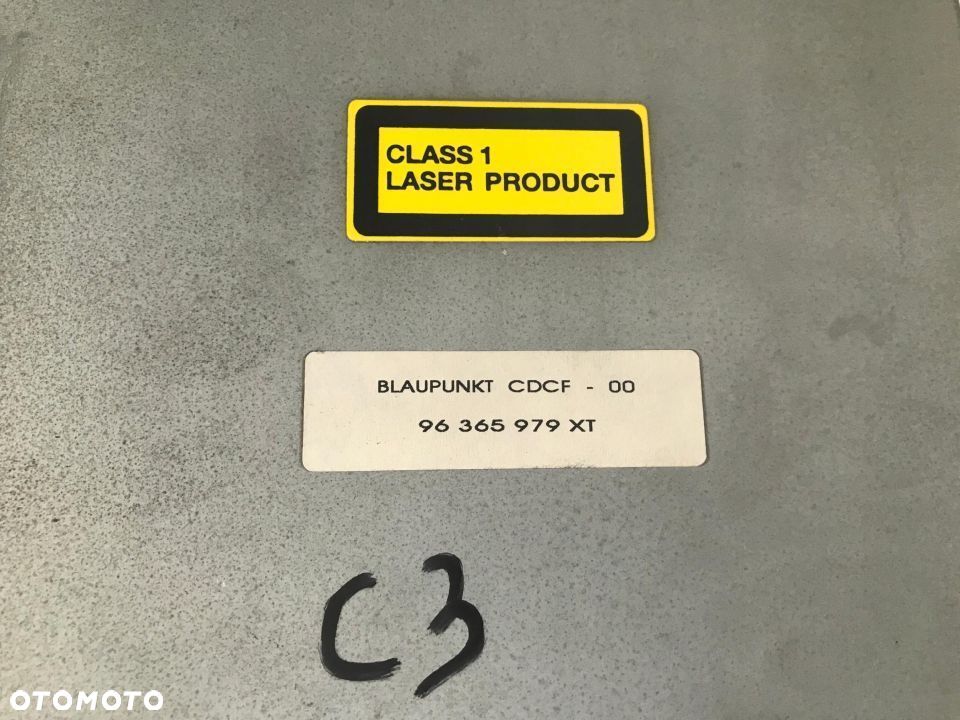 CLASS 1
LASER PRODUCT
BLAUPUNKT CDCF - 00
96 365 979 XT
C3
OTOMOTO